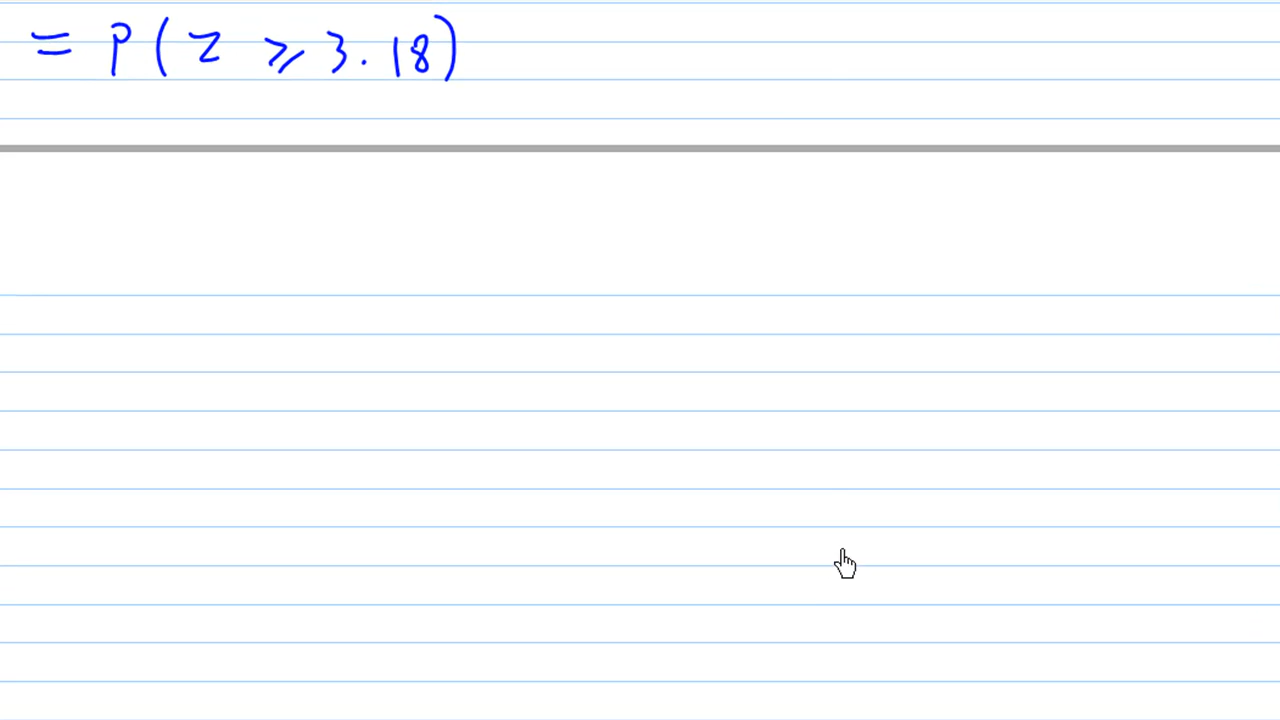 = P(Z ⩾ 3.18)